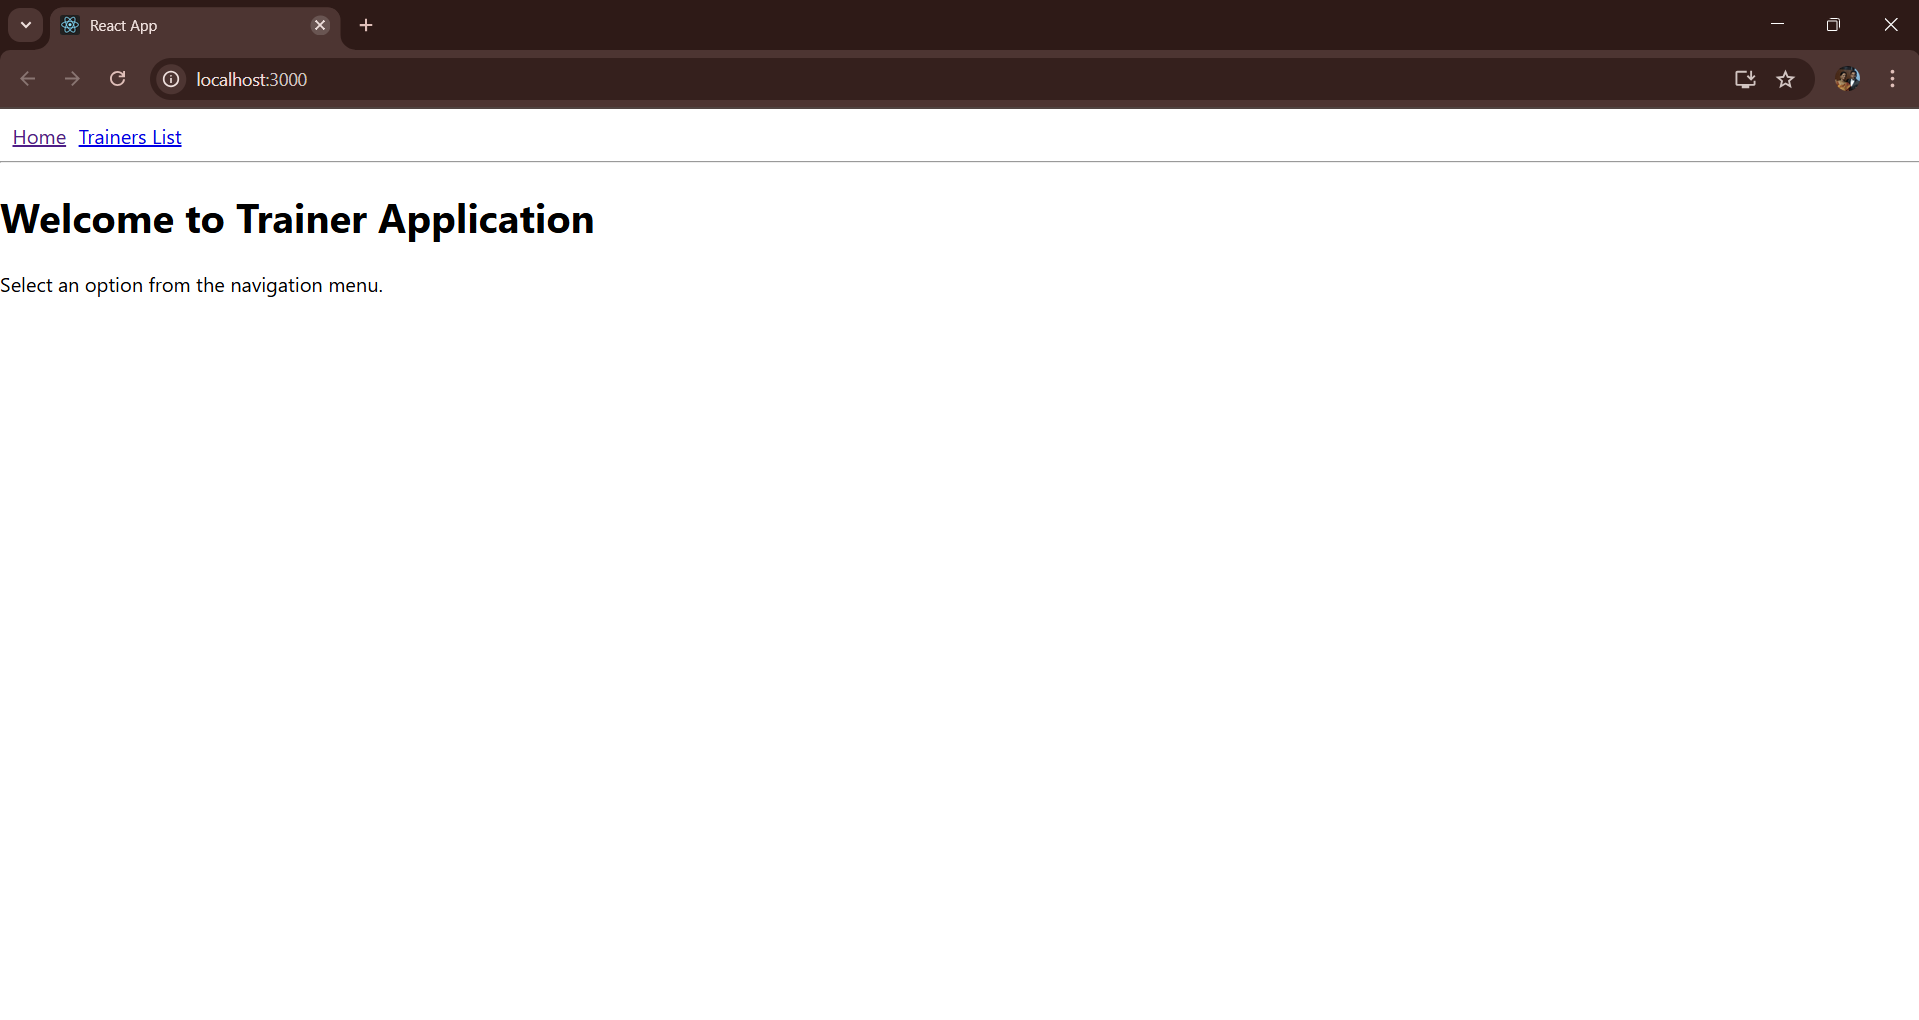 React App
localhost:3000
Home Trainers List
Welcome to Trainer Application
Select an option from the navigation menu.